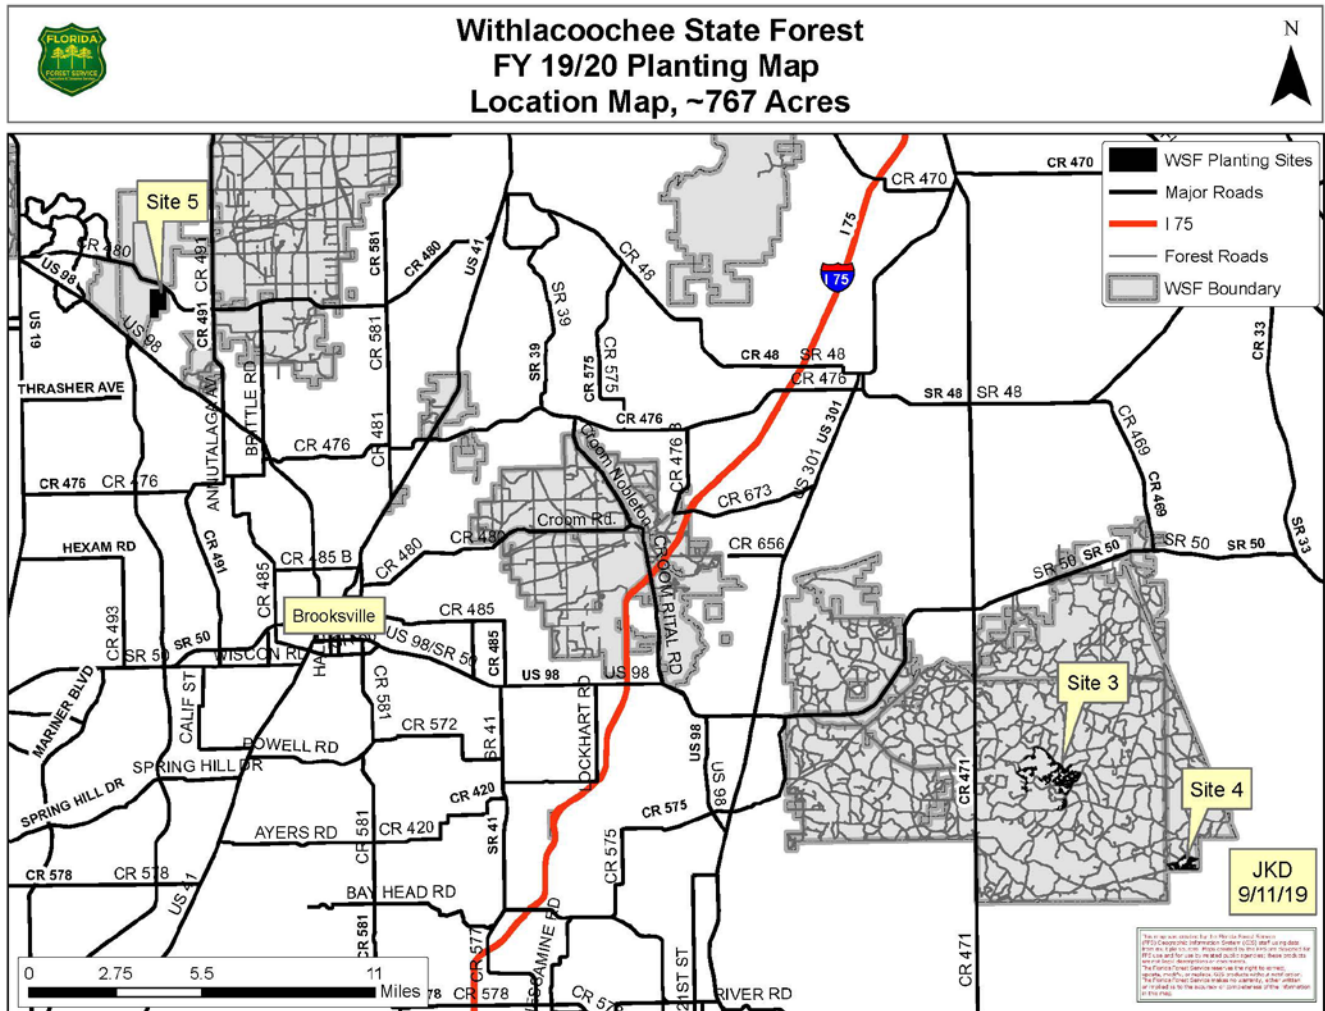 Withlacoochee State Forest
FY 19/20 Planting Map
Location Map, ~767 Acres
FLORIDA
FOREST SERVICE
N
WSF Planting Sites
Major Roads
I 75
Forest Roads
WSF Boundary
CR 470
CR 470
Site 5
CR 480
US 98
CR 491
CR 581
CR 480
US 41
CR 48
I 75
I 75
SR 39
US 19
US 98
CR 491
CR 581
SR 39
CR 575
CR 575
CR 48
SR 48
CR 33
THRASHER AVE
ANNUTALAGA AV
BRITTLE RD
CR 476
SR 48
SR 48
CR 481
CR 476
CR 476
Croom Nobleton
CR 476 B
US 301
CR 469
CR 476
CR 476
US 301
CR 673
CR 469
Croom Rd.
HEXAM RD
CR 491
CR 485 B
CR 480
CR 480
CROOM RITAL RD
CR 656
SR 50
SR 50
SR 50
SR 50
SR 33
CR 485
Brooksville
CR 485
CR 493
SR 50
SR 50
WISCON RD
US 98/SR 50
CR 485
US 98
US 98
MARINER BLVD
CALIF ST
CR 581
CR 572
SR 41
LOCKHART RD
US 98
US 98
Site 3
POWELL RD
SPRING HILL DR
SPRING HILL DR
CR 420
CR 575
CR 471
Site 4
AYERS RD
CR 420
CR 581
SR 41
CR 575
CR 578
CR 578
US 41
BAY HEAD RD
JKD
9/11/19
CR 581
CR 577
CR 471
21ST ST
0 2.75 5.5 11
Miles
CR 578
RIVER RD